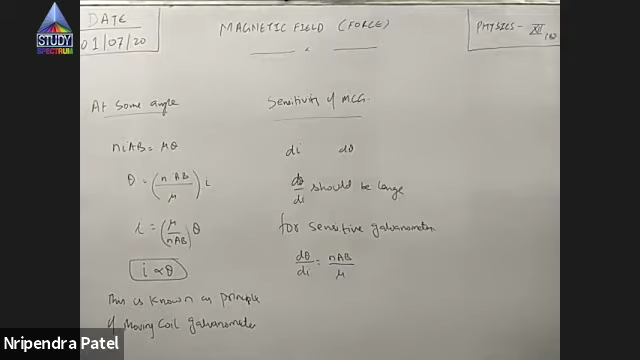 STUDY
SPECTRUM
DATE
01/07/20
MAGNETIC FIELD (FORCE)
PHYSICS - XII
At some angle
niAB = μθ
θ = (nAB/μ) i
i = (μ/nAB) θ
i ∝ θ
This is known as principle
of moving coil galvanometer
Sensitivity of MCG.
di dθ
dθ/di should be large
for sensitive galvanometer
dθ/di = nAB/μ
Nripendra Patel